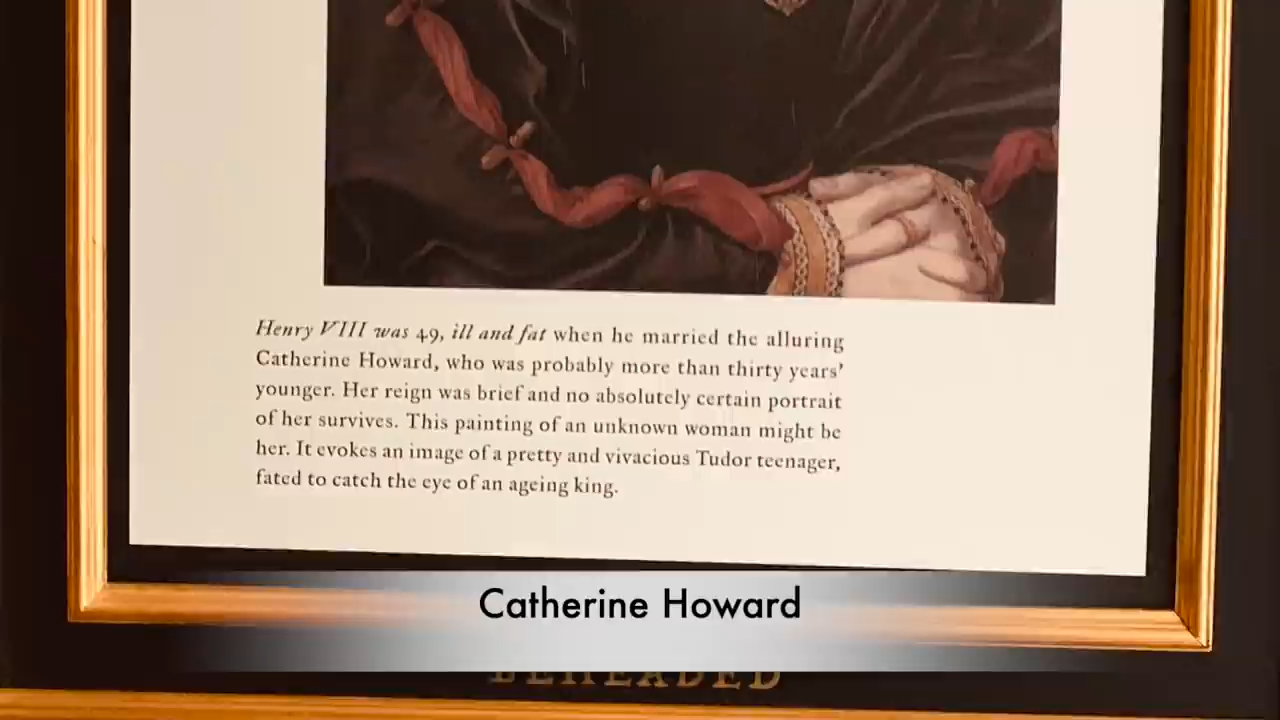 Henry VIII was 49, ill and fat when he married the alluring
Catherine Howard, who was probably more than thirty years'
younger. Her reign was brief and no absolutely certain portrait
of her survives. This painting of an unknown woman might be
her. It evokes an image of a pretty and vivacious Tudor teenager,
fated to catch the eye of an ageing king.
Catherine Howard
BEHEADED